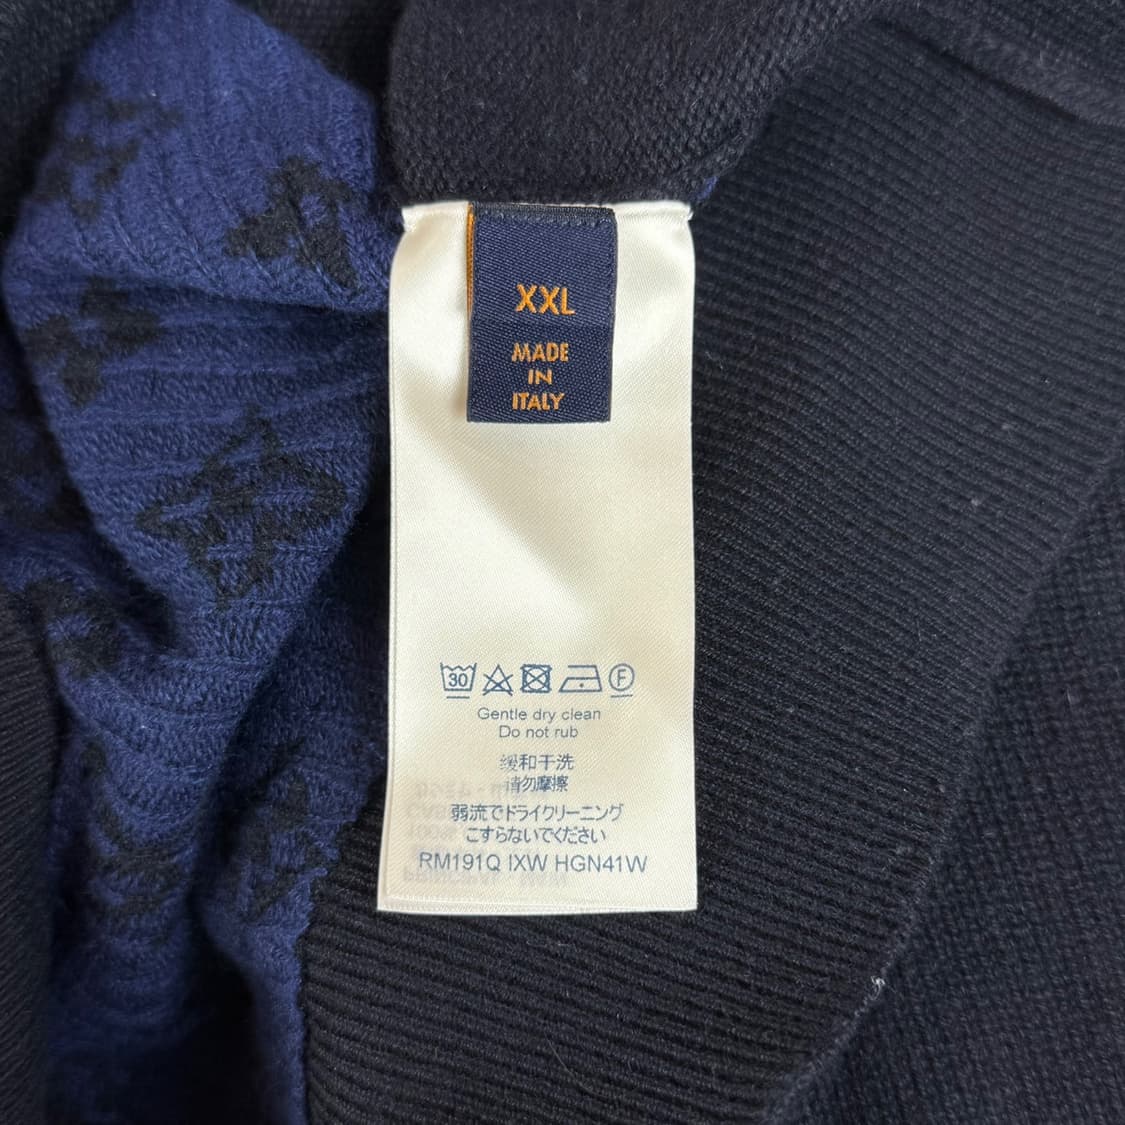 XXL
MADE
IN
ITALY
30
F
Gentle dry clean
Do not rub
缓和干洗
请勿摩擦
弱流でドライクリーニング
こすらないでください
RM191Q IXW HGN41W